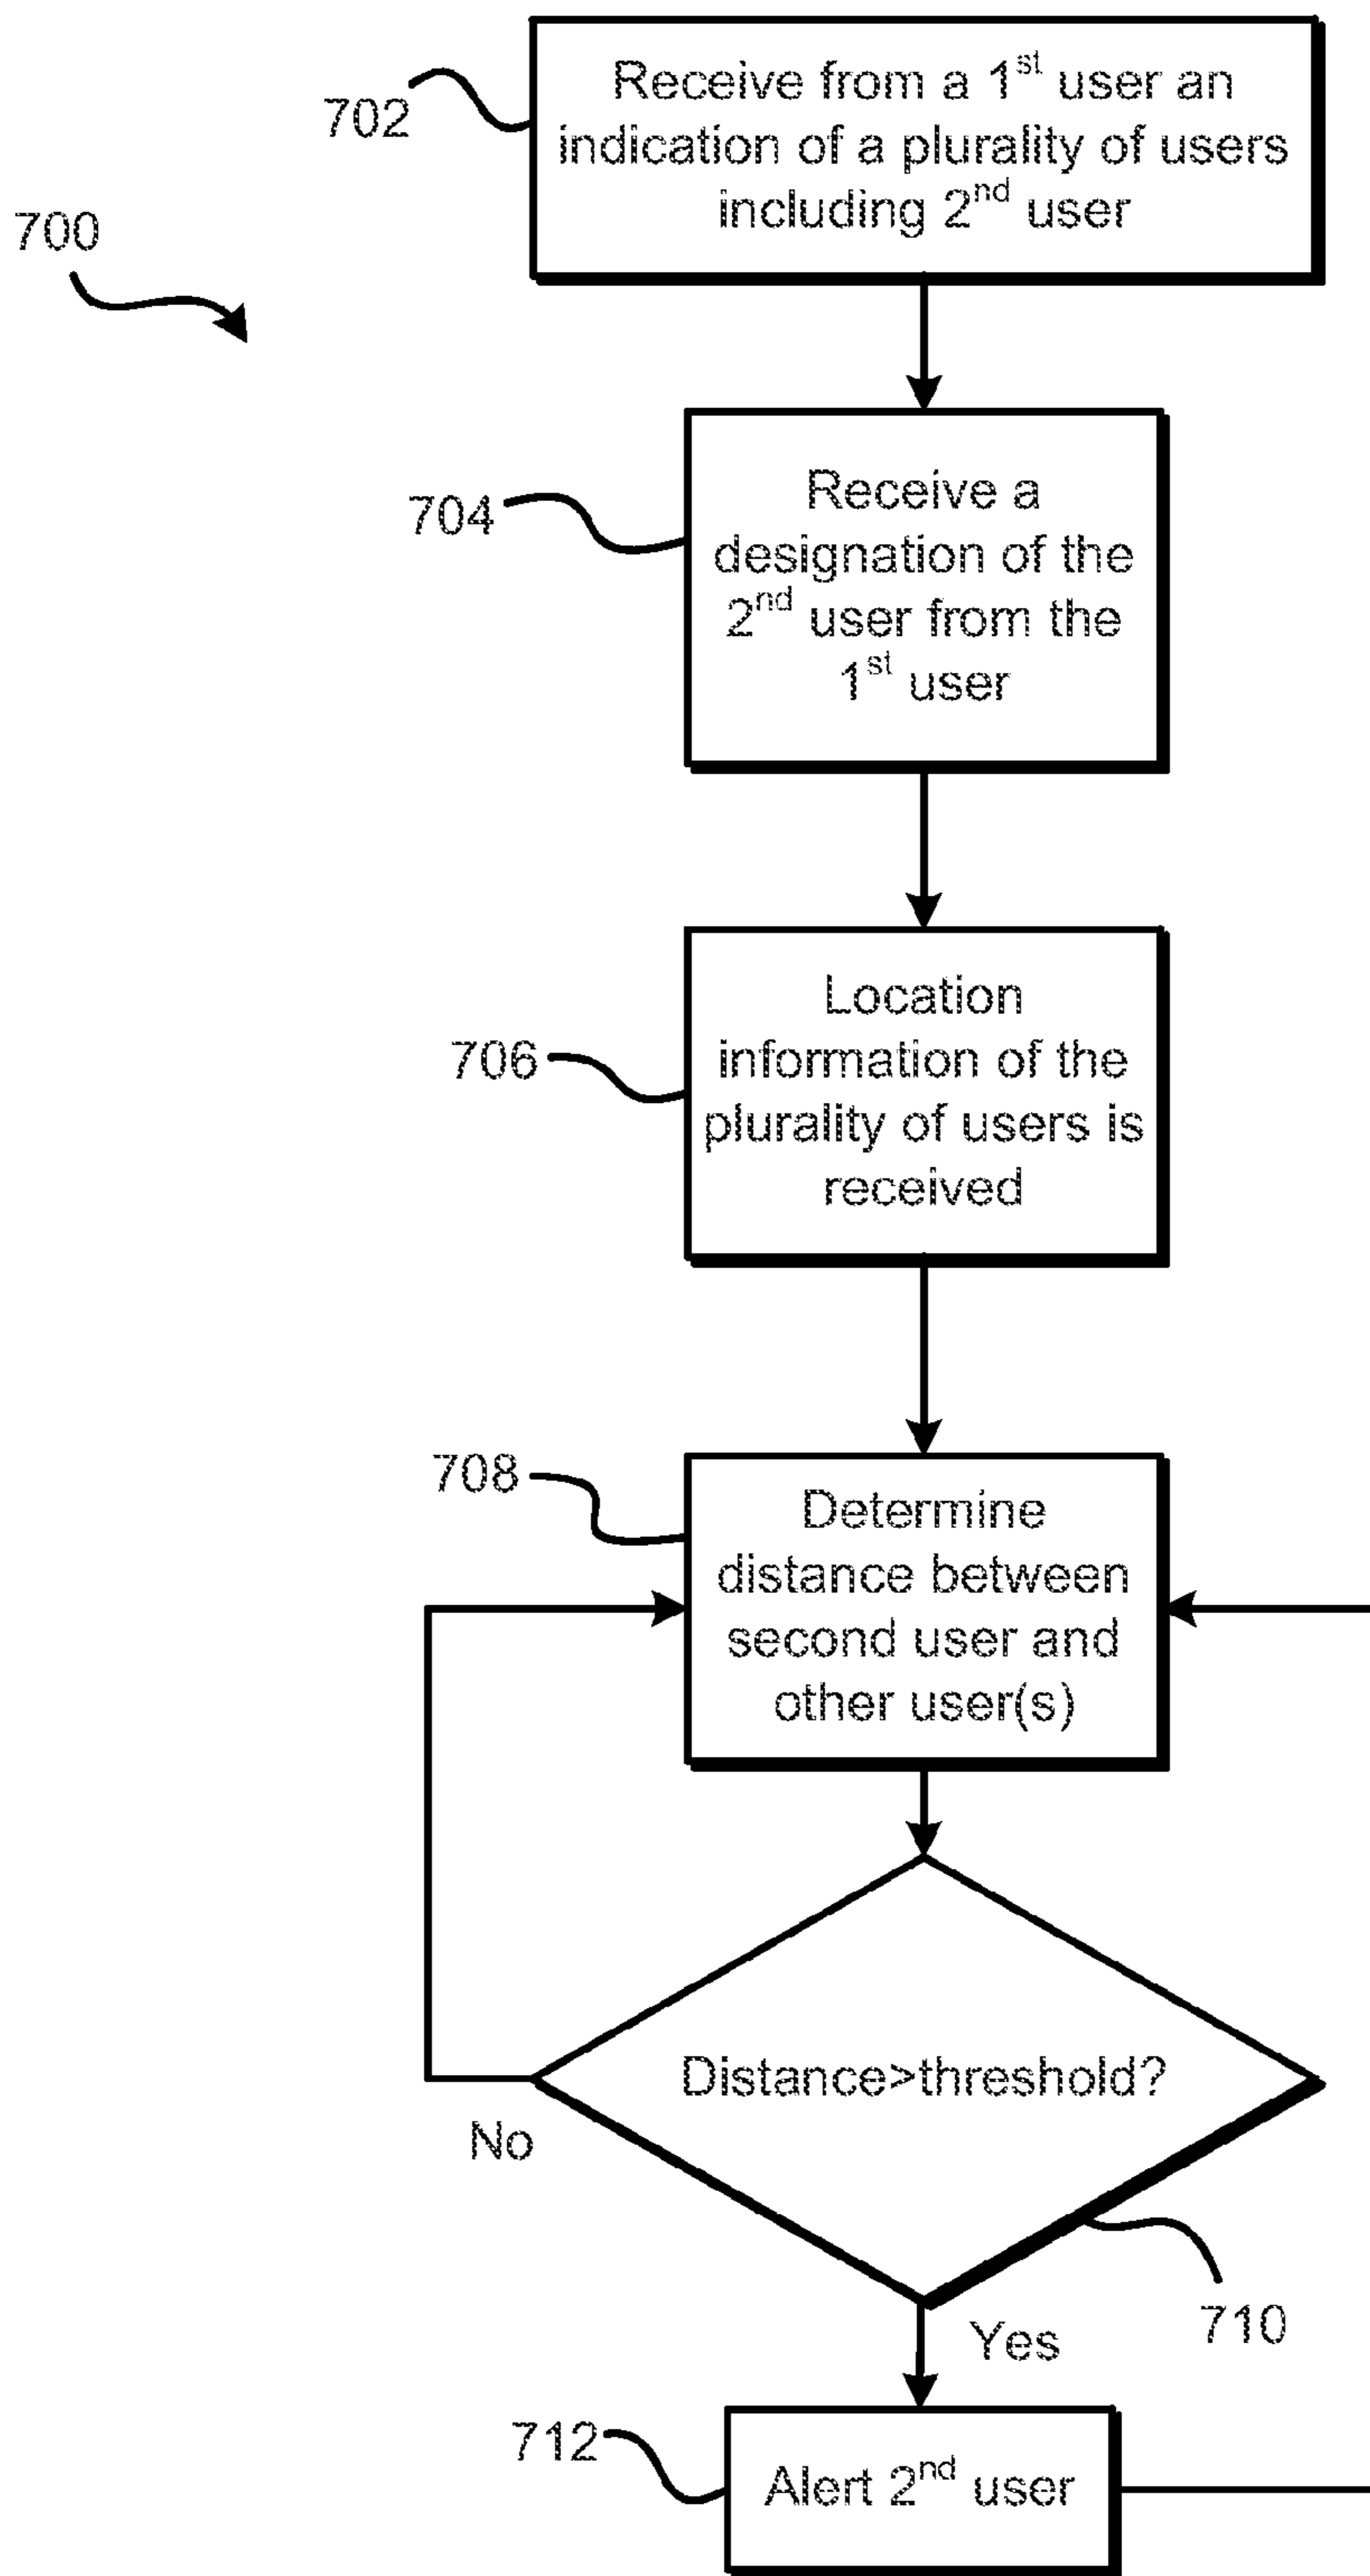 702
Receive from a 1st user an
indication of a plurality of users
including 2nd user
700
704
Receive a
designation of the
2nd user from the
1st user
706
Location
information of the
plurality of users is
received
708
Determine
distance between
second user and
other user(s)
Distance>threshold?
No
Yes
710
712
Alert 2nd user